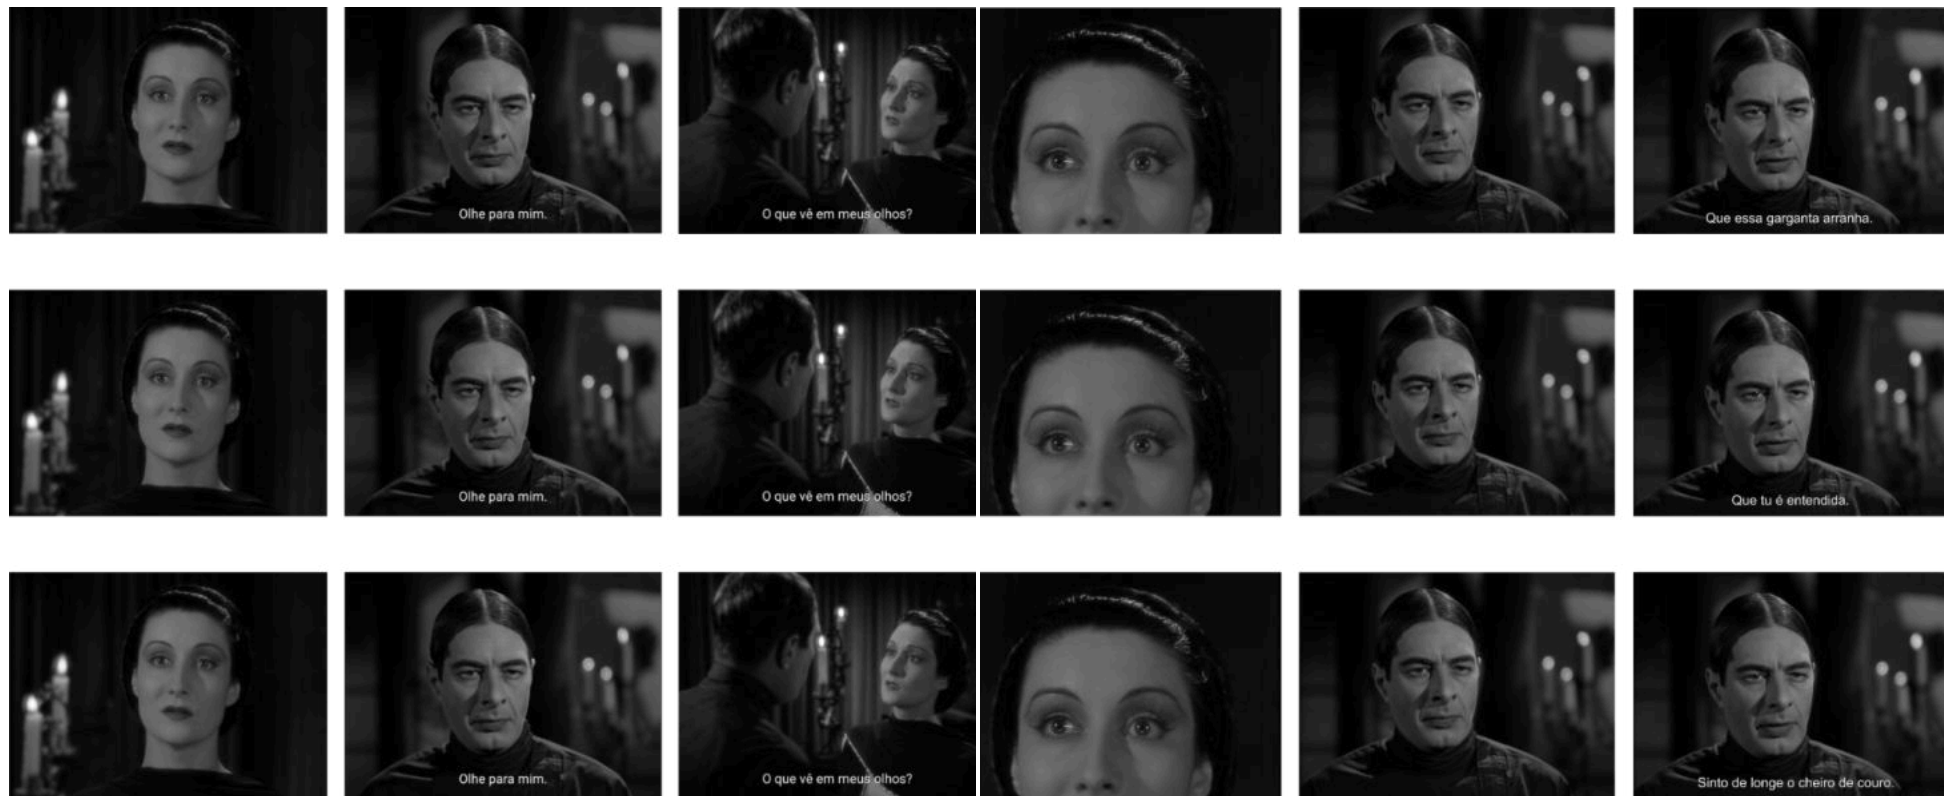 Olhe para mim.
O que vê em meus olhos?
Que essa garganta arranha.
Olhe para mim.
O que vê em meus olhos?
Que tu é entendida.
Olhe para mim.
O que vê em meus olhos?
Sinto de longe o cheiro de couro.